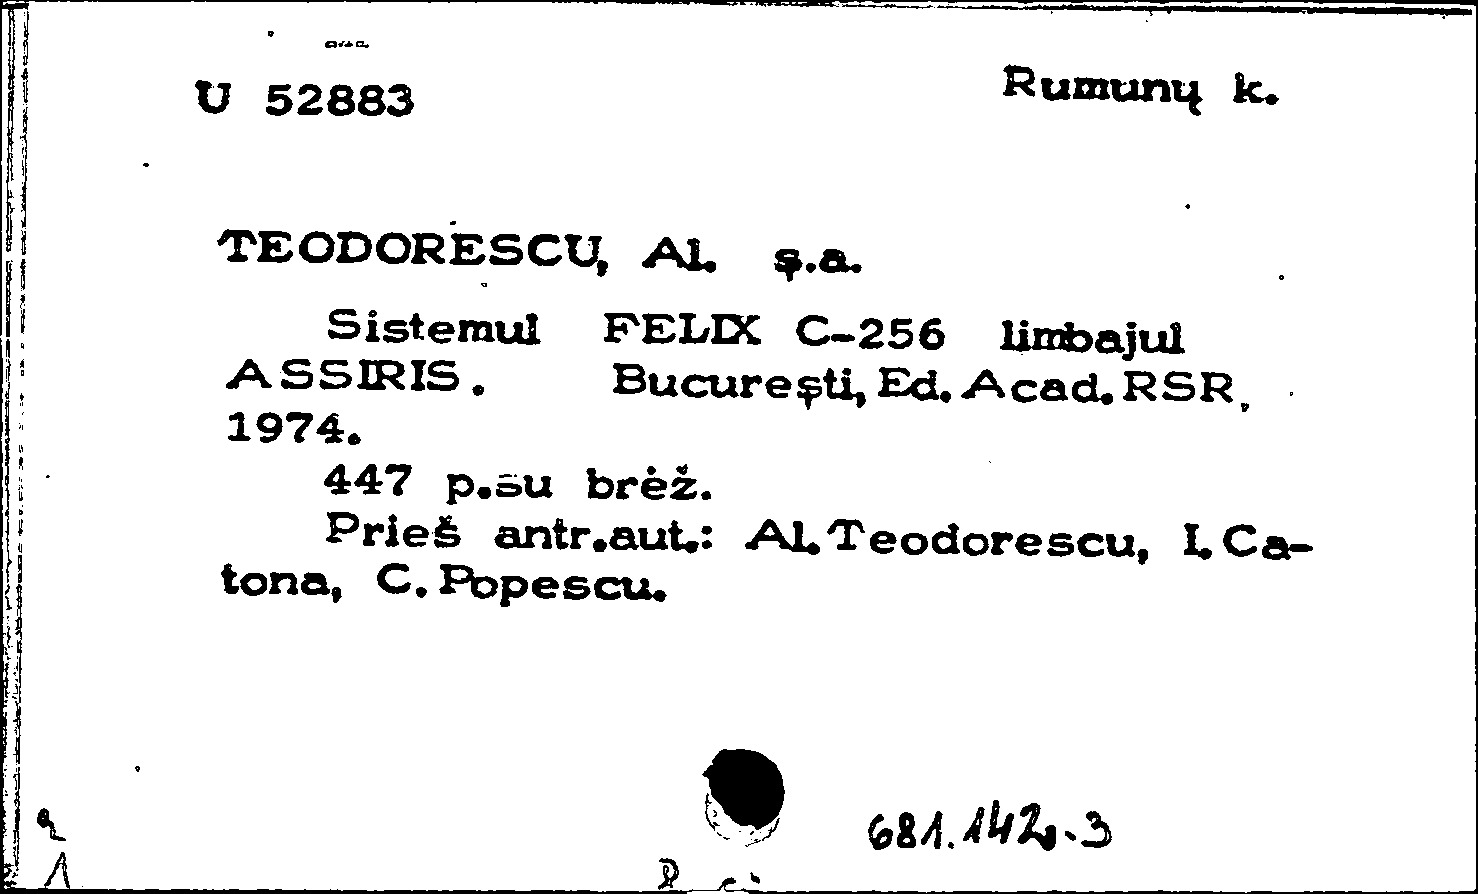 U 52883 Rumunų k.
TEODORESCU, Al. ș.a.
Sistemul FELIX C-256 limbajul
ASSIRIS. București, Ed. Acad. RSR,
1974.
447 p.su brėž.
Prieš antr.aut.: Al. Teodorescu, I. Ca-
tona, C. Popescu.
681.142.-3